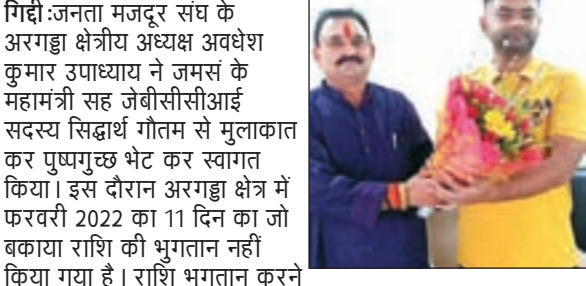 गिद्दी :जनता मजदूर संघ के
अरगड्डा क्षेत्रीय अध्यक्ष अवधेश
कुमार उपाध्याय ने जमसं के
महामंत्री सह जेबीसीसीआई
सदस्य सिद्धार्थ गौतम से मुलाकात
कर पुष्पगुच्छ भेट कर स्वागत
किया। इस दौरान अरगड्डा क्षेत्र में
फरवरी 2022 का 11 दिन का जो
बकाया राशि की भुगतान नहीं
किया गया है। राशि भुगतान करने